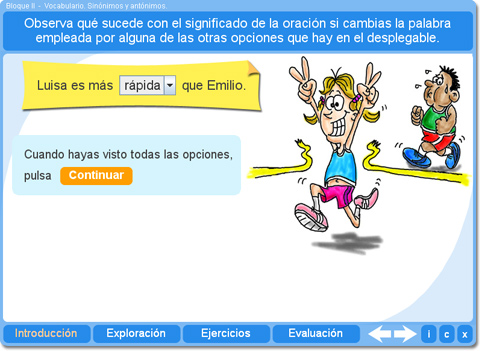 Bloque II - Vocabulario. Sinónimos y antónimos.
Observa qué sucede con el significado de la oración si cambias la palabra
empleada por alguna de las otras opciones que hay en el desplegable.
Luisa es más rápida que Emilio.
Cuando hayas visto todas las opciones,
pulsa Continuar
Introducción Exploración Ejercicios Evaluación i c x